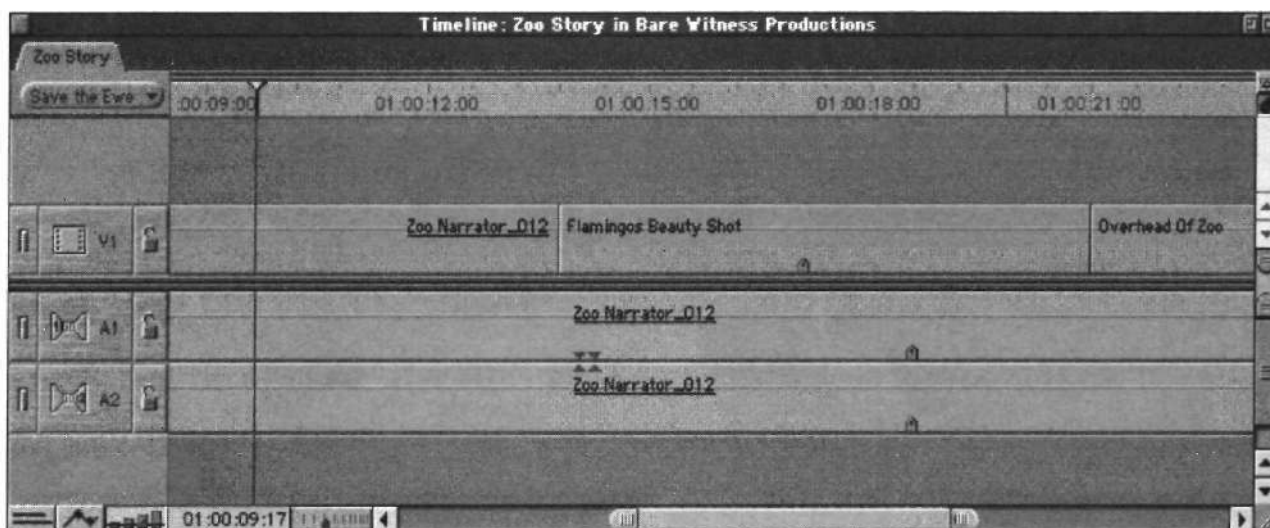 Timeline: Zoo Story in Bare Witness Productions
Zoo Story
Save the Ewe
:00:09:00 01:00:12:00 01:00:15:00 01:00:18:00 01:00:21:00
V1 Zoo Narrator_012 Flamingos Beauty Shot Overhead Of Zoo
A1 Zoo Narrator_012
A2 Zoo Narrator_012
01:00:09:17